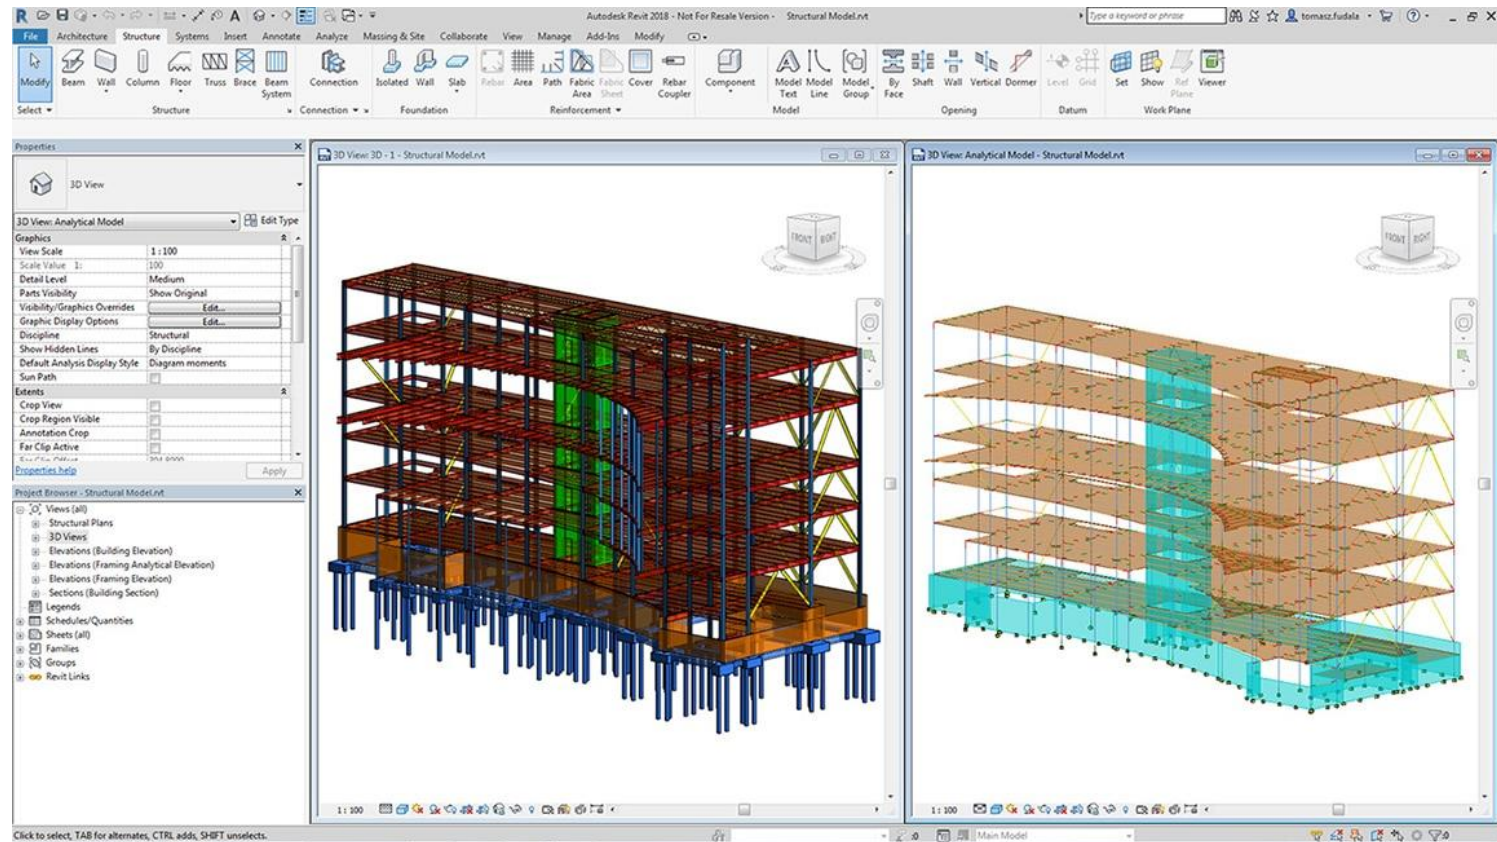 Autodesk Revit 2018 - Not For Resale Version - Structural Model.rvt
Type a keyword or phrase
tomasz.fudala
File Architecture Structure Systems Insert Annotate Analyze Massing & Site Collaborate View Manage Add-Ins Modify
Modify Beam Wall Column Floor Truss Brace Beam System Connection Isolated Wall Slab Rebar Area Path Fabric Area Fabric Sheet Cover Rebar Coupler Component Model Text Model Line Model Group By Face Shaft Wall Vertical Dormer Level Grid Set Show Ref Plane Viewer
Select Structure Connection Foundation Reinforcement Model Opening Datum Work Plane
Properties
3D View
3D View: Analytical Model Edit Type
Graphics
View Scale 1 : 100
Scale Value 1: 100
Detail Level Medium
Parts Visibility Show Original
Visibility/Graphics Overrides Edit...
Graphic Display Options Edit...
Discipline Structural
Show Hidden Lines By Discipline
Default Analysis Display Style Diagram moments
Sun Path
Extents
Crop View
Crop Region Visible
Annotation Crop
Far Clip Active
Properties help Apply
Project Browser - Structural Model.rvt
Views (all)
Structural Plans
3D Views
Elevations (Building Elevation)
Elevations (Framing Analytical Elevation)
Elevations (Framing Elevation)
Sections (Building Section)
Legends
Schedules/Quantities
Sheets (all)
Families
Groups
Revit Links
3D View: 3D - 1 - Structural Model.rvt
FRONT RIGHT
1 : 100
3D View: Analytical Model - Structural Model.rvt
FRONT RIGHT
1 : 100
Click to select, TAB for alternates, CTRL adds, SHIFT unselects.
:0
Main Model
:0